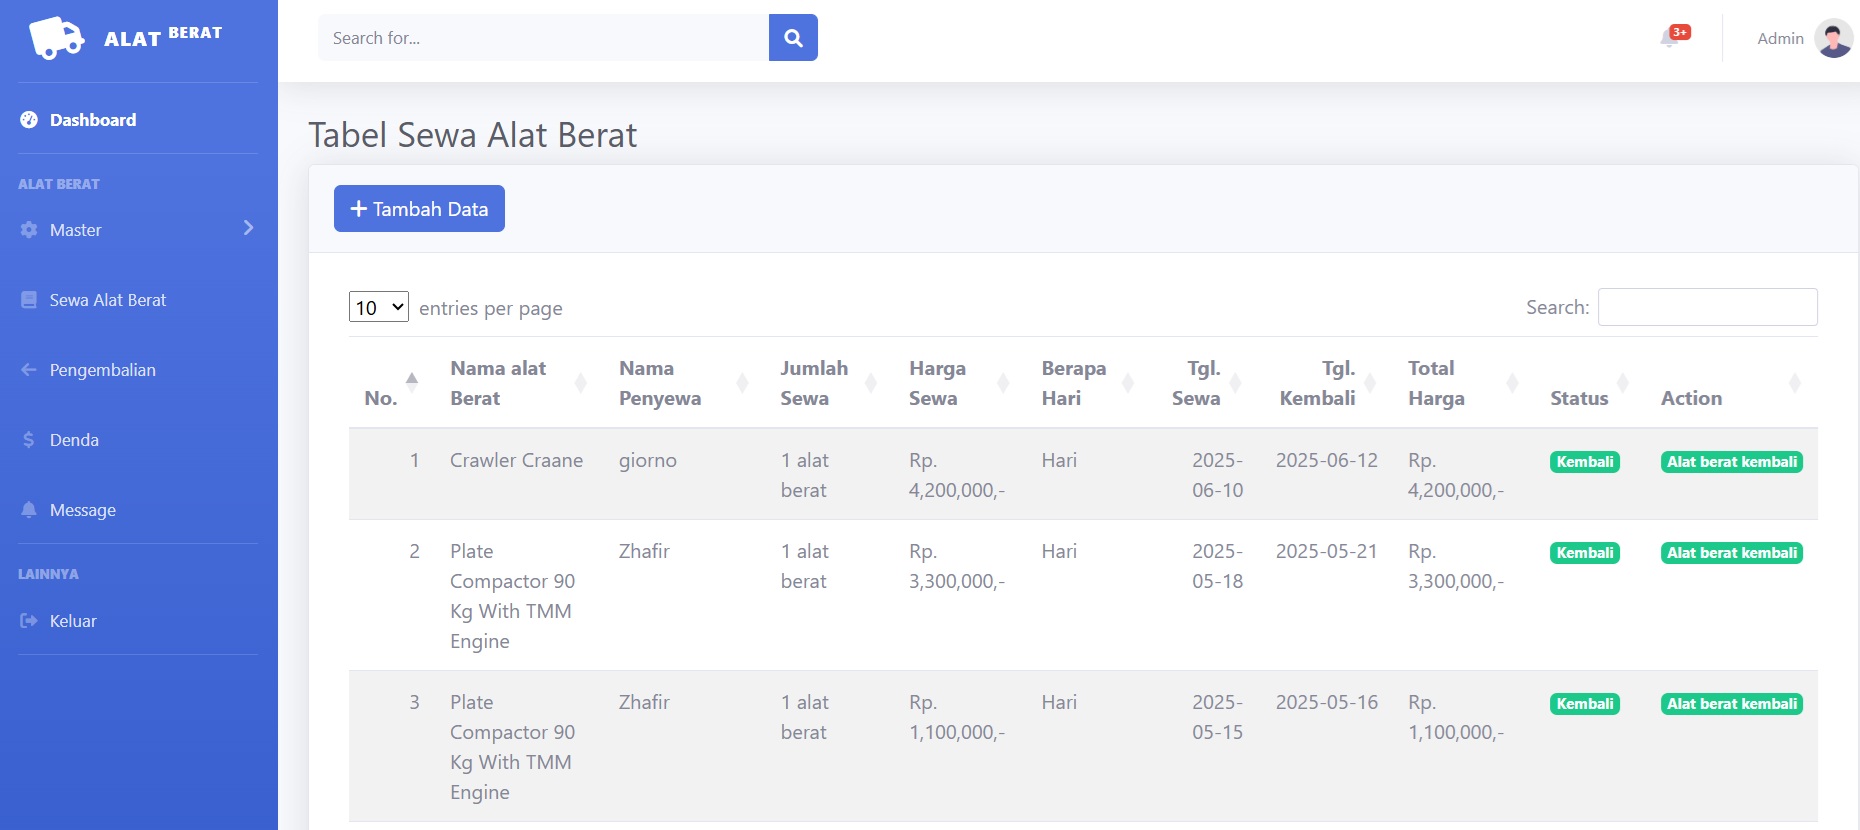 ALAT BERAT
Search for...
3+
Admin
Dashboard
ALAT BERAT
Master
Sewa Alat Berat
Pengembalian
Denda
Message
LAINNYA
Keluar
Tabel Sewa Alat Berat
Tambah Data
10 entries per page
Search:
No.
Nama alat
Berat
Nama
Penyewa
Jumlah
Sewa
Harga
Sewa
Berapa
Hari
Tgl.
Sewa
Tgl.
Kembali
Total
Harga
Status
Action
1
Crawler Craane
giorno
1 alat
berat
Rp.
4,200,000,-
Hari
2025-
06-10
2025-06-12
Rp.
4,200,000,-
Kembali
Alat berat kembali
2
Plate
Compactor 90
Kg With TMM
Engine
Zhafir
1 alat
berat
Rp.
3,300,000,-
Hari
2025-
05-18
2025-05-21
Rp.
3,300,000,-
Kembali
Alat berat kembali
3
Plate
Compactor 90
Kg With TMM
Engine
Zhafir
1 alat
berat
Rp.
1,100,000,-
Hari
2025-
05-15
2025-05-16
Rp.
1,100,000,-
Kembali
Alat berat kembali